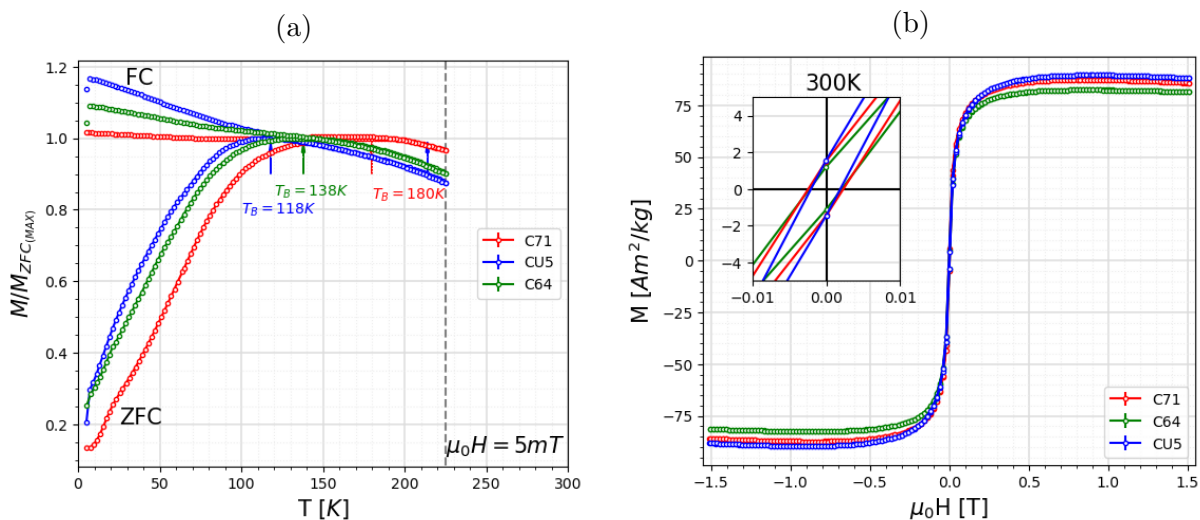 (a)
(b)
FC
ZFC
T_B = 138K
T_B = 180K
T_B = 118K
C71
CU5
C64
μ₀H = 5mT
M/M_{ZFC_{(MAX)}}
1.2
1.0
0.8
0.6
0.4
0.2
0
50
100
150
200
250
300
T [K]
M [Am²/kg]
75
50
25
0
−25
−50
−75
300K
4
2
0
−2
−4
−0.01
0.00
0.01
C71
C64
CU5
−1.5
−1.0
−0.5
0.0
0.5
1.0
1.5
μ₀H [T]